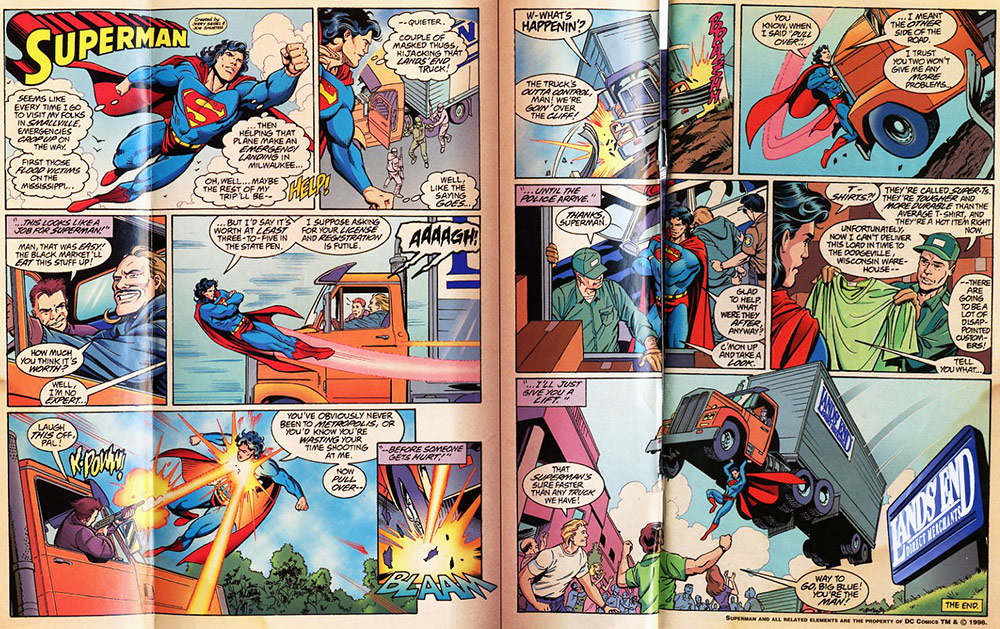 Created by
JERRY SIEGEL &
JOE SHUSTER
SUPERMAN
SEEMS LIKE
EVERY TIME I GO
TO VISIT MY FOLKS
IN SMALLVILLE,
EMERGENCIES
CROP UP ON
THE WAY.
FIRST THOSE
FLOOD VICTIMS
ON THE
MISSISSIPPI...
...THEN
HELPING THAT
PLANE MAKE AN
EMERGENCY
LANDING IN
MILWAUKEE...
OH, WELL...MAYBE
THE REST OF MY
TRIP'LL BE--
HELP!
--QUIETER.
COUPLE OF
MASKED THUGS,
HIJACKING THAT
LANDS' END
TRUCK!
WELL,
LIKE THE
SAYING
GOES...
"...THIS LOOKS LIKE A
JOB FOR SUPERMAN!"
MAN, THAT WAS EASY!
THE BLACK MARKET'LL
EAT THIS STUFF UP!
HOW MUCH
YOU THINK IT'S
WORTH?
WELL,
I'M NO
EXPERT...
...BUT I'D SAY IT'S
WORTH AT LEAST
THREE-TO-FIVE IN
THE STATE PEN.
I SUPPOSE ASKING
FOR YOUR LICENSE
AND REGISTRATION
IS FUTILE.
AAAAGH!
LAUGH
THIS OFF,
PAL!
K-POWW!
YOU'VE OBVIOUSLY NEVER
BEEN TO METROPOLIS, OR
YOU'D KNOW YOU'RE
WASTING YOUR
TIME SHOOTING
AT ME.
NOW
PULL
OVER--
"--BEFORE SOMEONE
GETS HURT!"
BLAAM
W-WHAT'S
HAPPENIN'?
THE TRUCK'S
OUTTA CONTROL,
MAN! WE'RE
GOIN' OVER
THE CLIFF!
YOU
KNOW, WHEN
I SAID "PULL
OVER"...
...I MEANT
THE OTHER
SIDE OF THE
ROAD.
I TRUST
YOU TWO WON'T
GIVE ME ANY
MORE
PROBLEMS...
"...UNTIL THE
POLICE ARRIVE."
THANKS,
SUPERMAN.
GLAD
TO HELP.
WHAT
WERE THEY
AFTER,
ANYWAY?
C'MON UP
AND TAKE A
LOOK.
T-
SHIRTS?!
THEY'RE CALLED SUPER-TS.
THEY'RE TOUGHER AND
MORE DURABLE THAN THE
AVERAGE T-SHIRT, AND
THEY'RE A HOT ITEM RIGHT
NOW.
UNFORTUNATELY,
NOW I CAN'T DELIVER
THIS LOAD IN TIME TO
THE DODGEVILLE,
WISCONSIN WARE-
HOUSE--
--THERE
ARE
GOING
TO BE A
LOT OF
DISAP-
POINTED
CUSTOM-
ERS!
TELL
YOU WHAT...
"...I'LL JUST
GIVE YOU A
LIFT."
THAT
SUPERMAN'S
SURE FASTER
THAN ANY TRUCK
WE HAVE!
LANDS' END
LANDS' END
DIRECT MERCHANTS
WAY TO
GO, BIG BLUE!
YOU'RE THE
MAN!
THE END.
SUPERMAN AND ALL RELATED ELEMENTS ARE THE PROPERTY OF DC COMICS TM & © 1996.